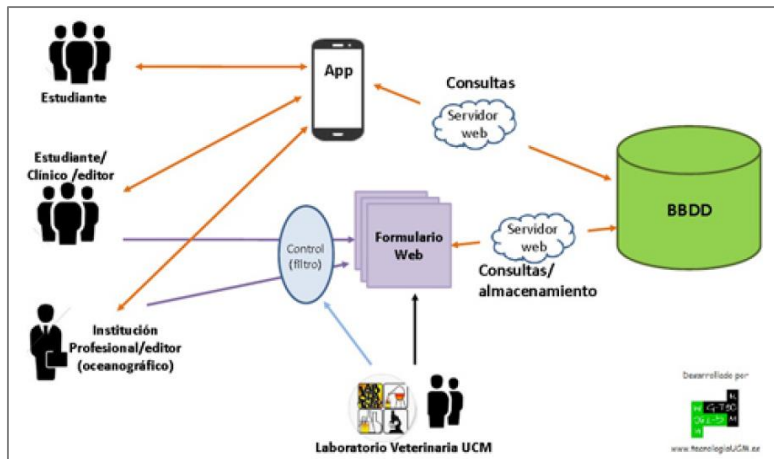 Estudiante
App
Consultas
Servidor
web
BBDD
Estudiante/
Clínico /editor
Control
(filtro)
Formulario
Web
Servidor
web
Consultas/
almacenamiento
Institución
Profesional/editor
(oceanográfico)
Laboratorio Veterinaria UCM
Desarrollado por
G-TEC
www.tecnologiaUCM.es